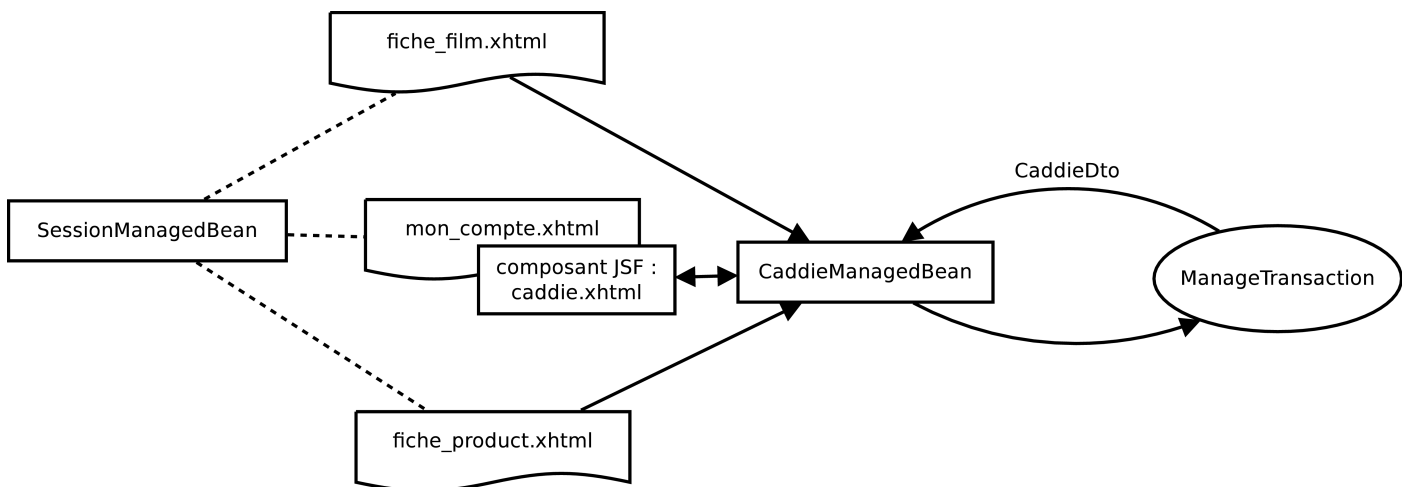 fiche_film.xhtml
CaddieDto
SessionManagedBean
mon_compte.xhtml
composant JSF :
caddie.xhtml
CaddieManagedBean
ManageTransaction
fiche_product.xhtml